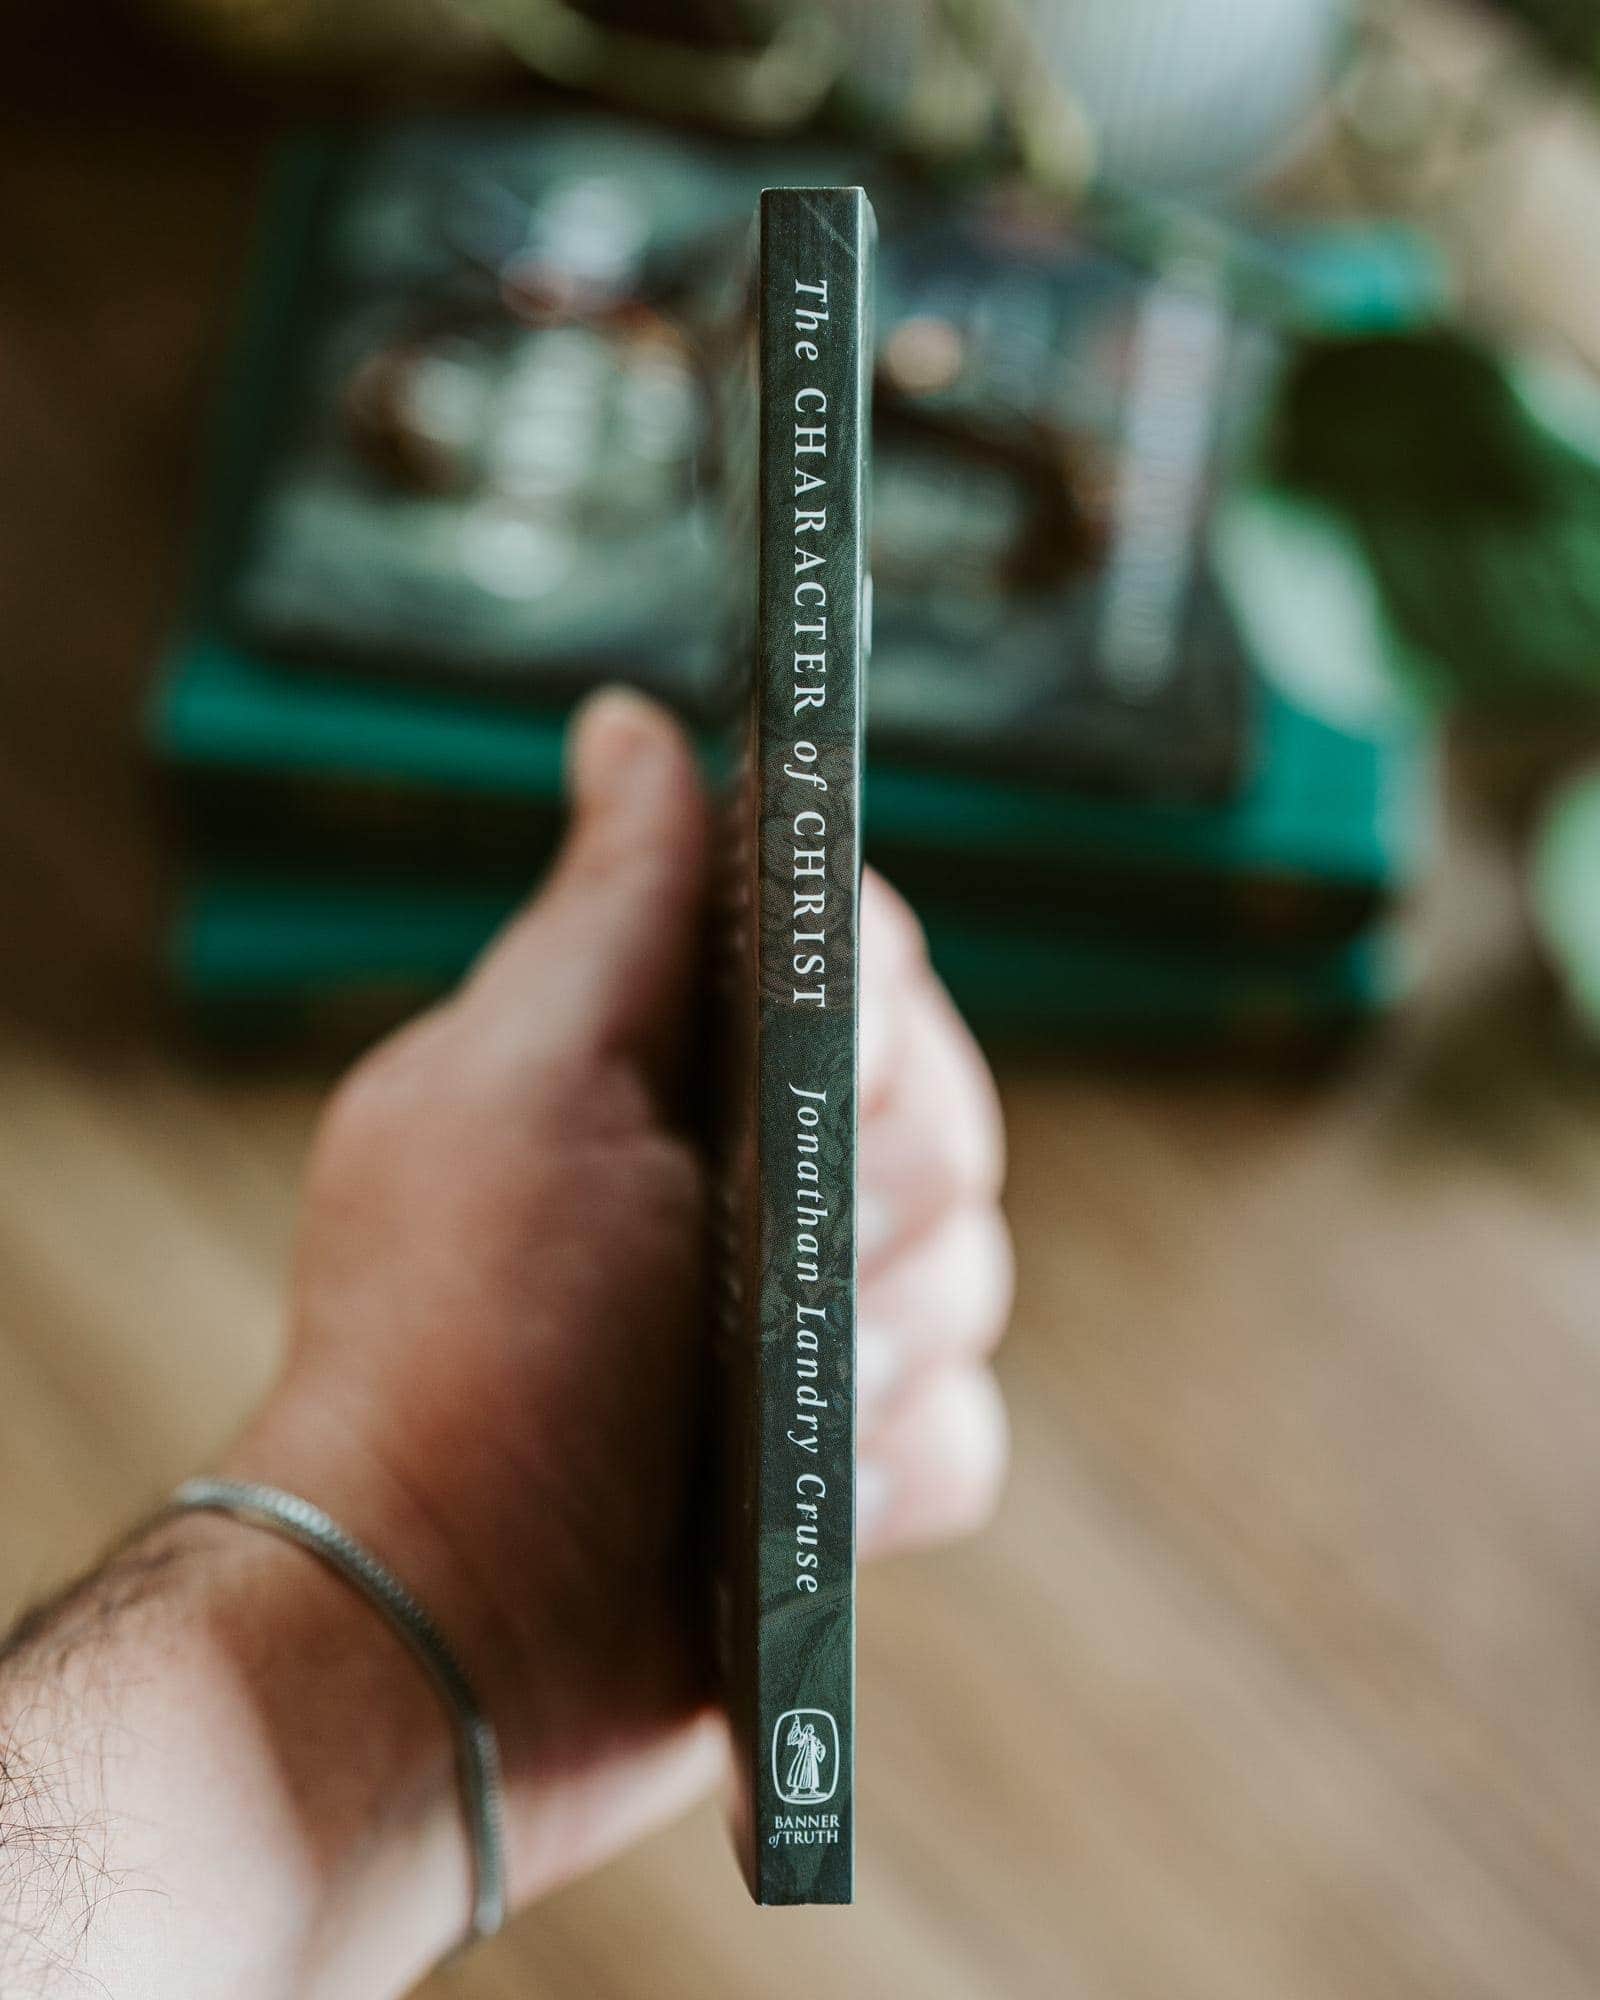 The CHARACTER of CHRIST Jonathan Landry Cruse
BANNER
of TRUTH